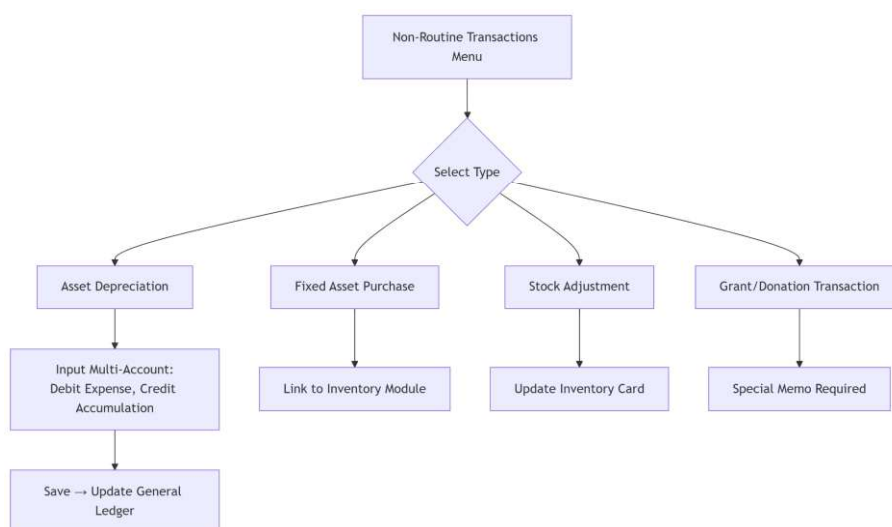 Non-Routine Transactions
Menu
Select Type
Asset Depreciation
Fixed Asset Purchase
Stock Adjustment
Grant/Donation Transaction
Input Multi-Account:
Debit Expense, Credit
Accumulation
Link to Inventory Module
Update Inventory Card
Special Memo Required
Save → Update General
Ledger